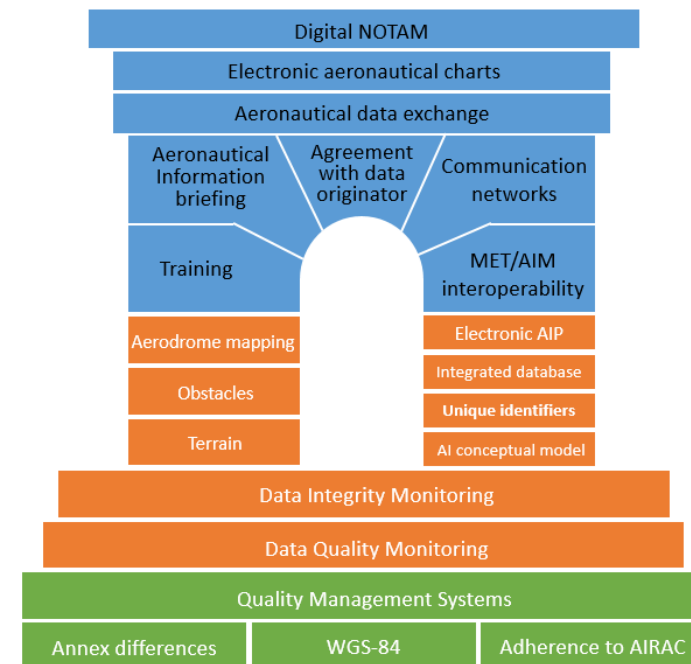 Digital NOTAM
Electronic aeronautical charts
Aeronautical data exchange
Aeronautical
Information
briefing
Agreement
with data
originator
Communication
networks
Training
MET/AIM
interoperability
Aerodrome mapping
Obstacles
Terrain
Electronic AIP
Integrated database
Unique identifiers
AI conceptual model
Data Integrity Monitoring
Data Quality Monitoring
Quality Management Systems
Annex differences
WGS-84
Adherence to AIRAC